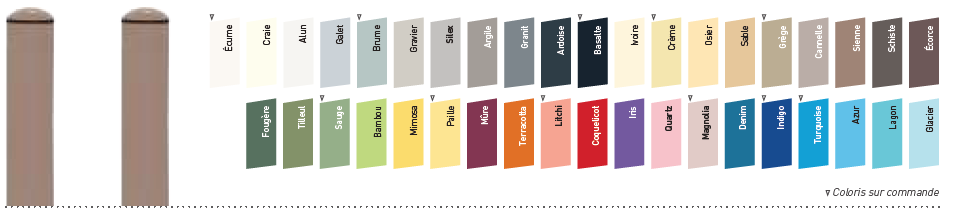 Écume
Craie
Alun
Galet
Brume
Gravier
Silex
Argile
Granit
Ardoise
Basalte
Ivoire
Crème
Osier
Sable
Grège
Cannelle
Sienne
Schiste
Écorce
Fougère
Tilleul
Sauge
Bambou
Mimosa
Paille
Mûre
Terracotta
Litchi
Coquelicot
Iris
Quartz
Magnolia
Denim
Indigo
Turquoise
Azur
Lagon
Glacier
Coloris sur commande